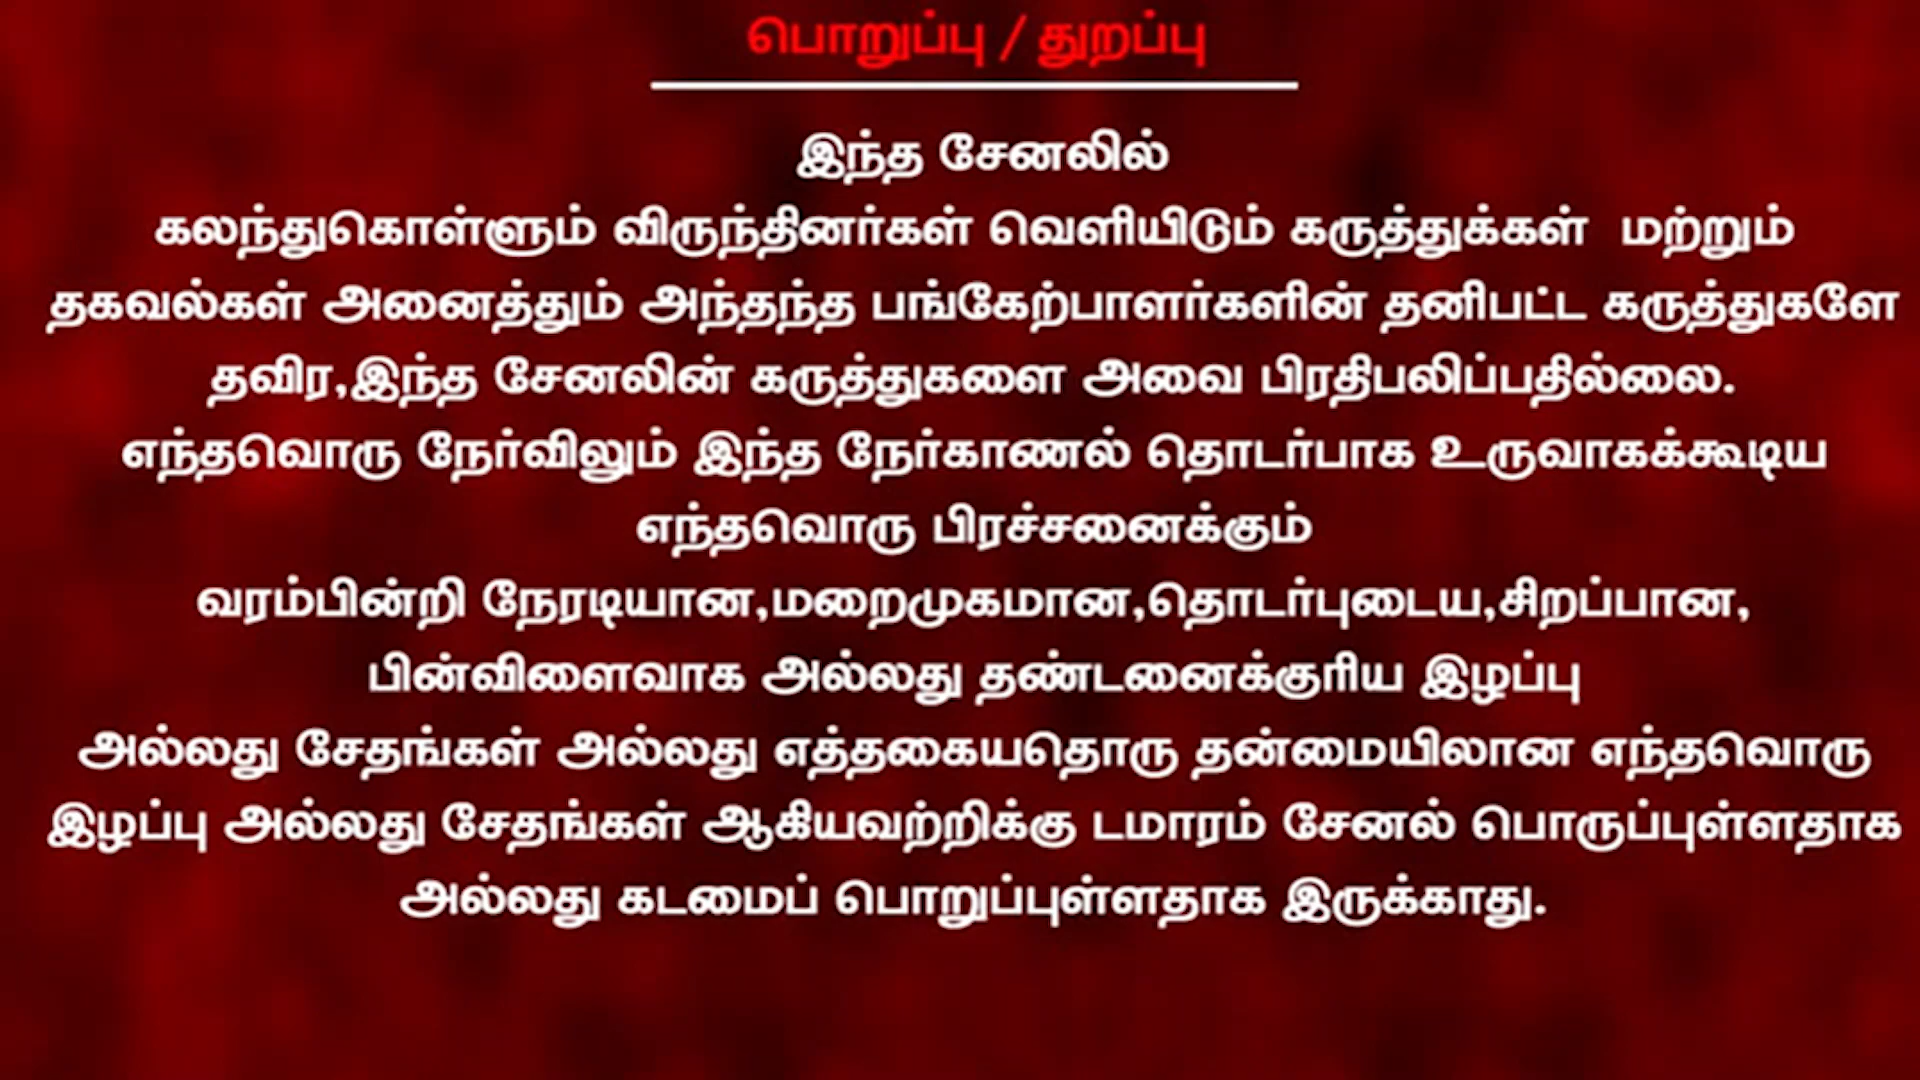 பொறுப்பு / துறப்பு
இந்த சேனலில்
கலந்துகொள்ளும் விருந்தினர்கள் வெளியிடும் கருத்துக்கள் மற்றும்
தகவல்கள் அனைத்தும் அந்தந்த பங்கேற்பாளர்களின் தனிபட்ட கருத்துகளே
தவிர,இந்த சேனலின் கருத்துகளை அவை பிரதிபலிப்பதில்லை.
எந்தவொரு நேர்விலும் இந்த நேர்காணல் தொடர்பாக உருவாகக்கூடிய
எந்தவொரு பிரச்சனைக்கும்
வரம்பின்றி நேரடியான,மறைமுகமான,தொடர்புடைய,சிறப்பான,
பின்விளைவாக அல்லது தண்டனைக்குரிய இழப்பு
அல்லது சேதங்கள் அல்லது எத்தகையதொரு தன்மையிலான எந்தவொரு
இழப்பு அல்லது சேதங்கள் ஆகியவற்றிக்கு டமாரம் சேனல் பொருப்புள்ளதாக
அல்லது கடமைப் பொறுப்புள்ளதாக இருக்காது.